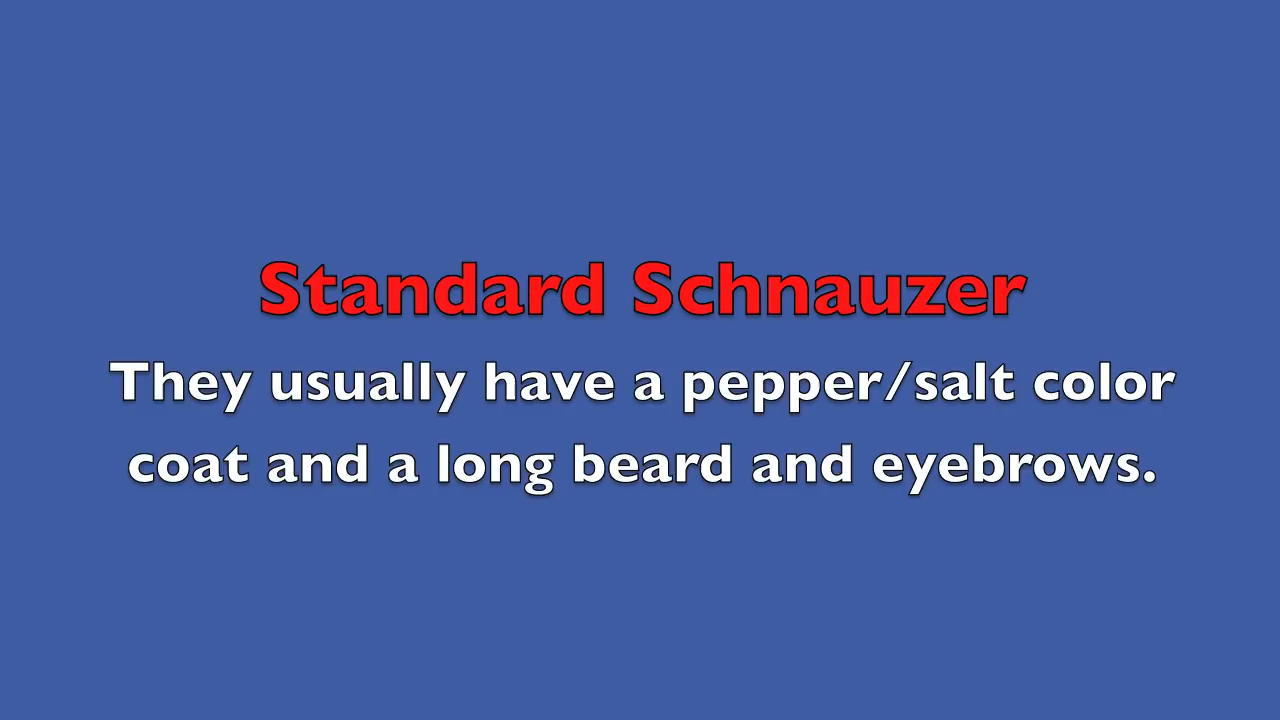 Standard Schnauzer
They usually have a pepper/salt color
coat and a long beard and eyebrows.